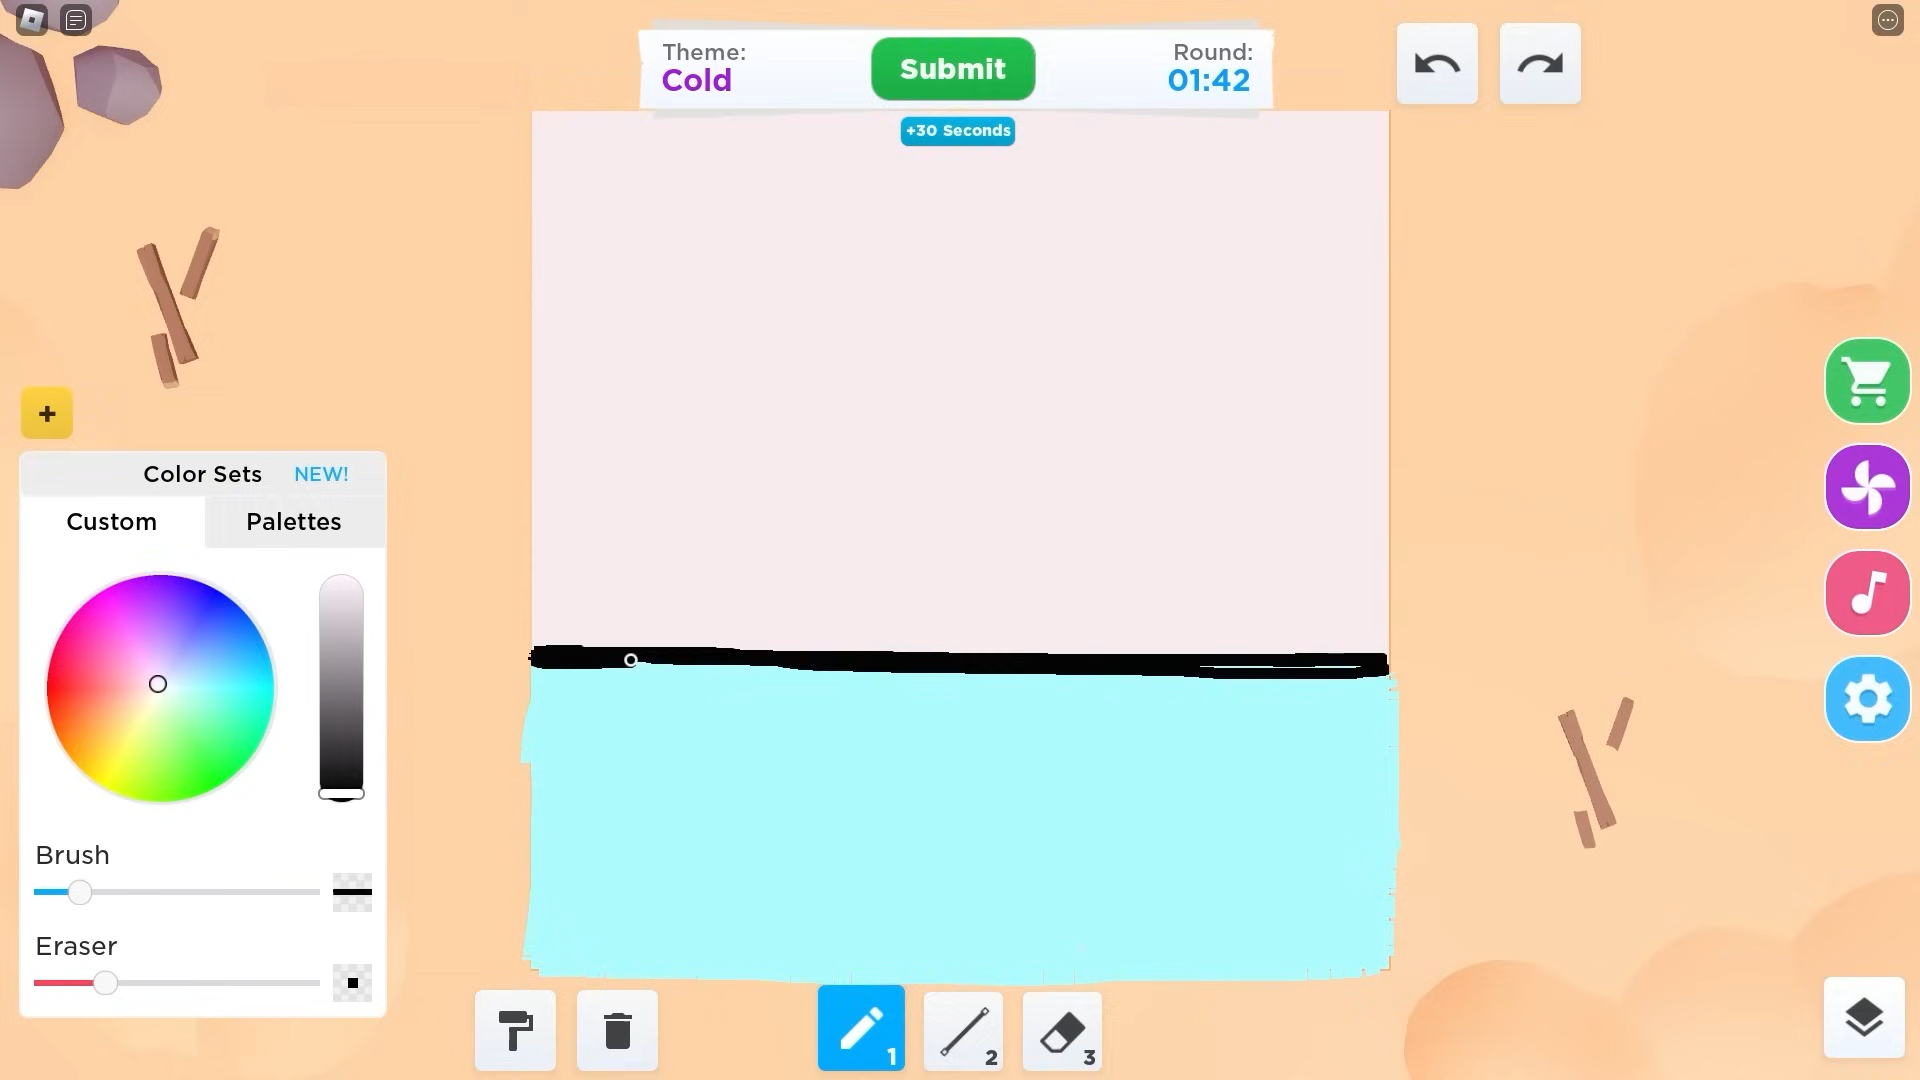 Theme:
Cold
Submit
Round:
01:42
+30 Seconds
+
Color Sets NEW!
Custom Palettes
Brush
Eraser
1 2 3